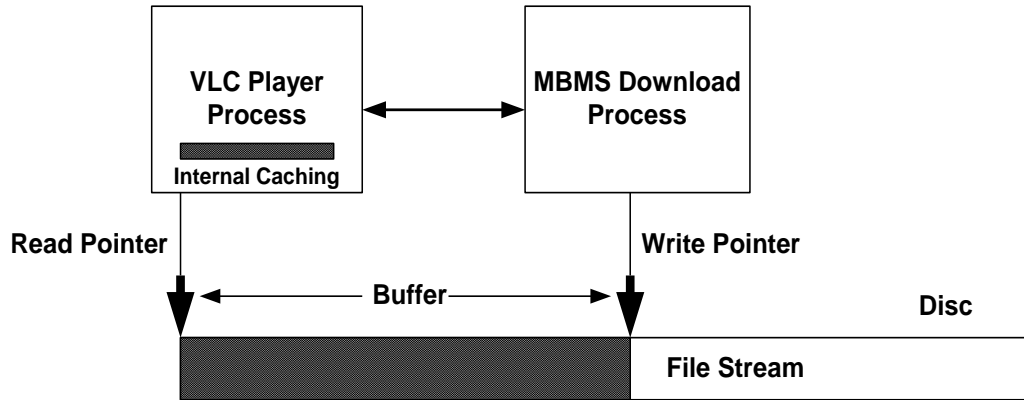 VLC Player
Process
Internal Caching
MBMS Download
Process
Read Pointer
Write Pointer
Buffer
Disc
File Stream